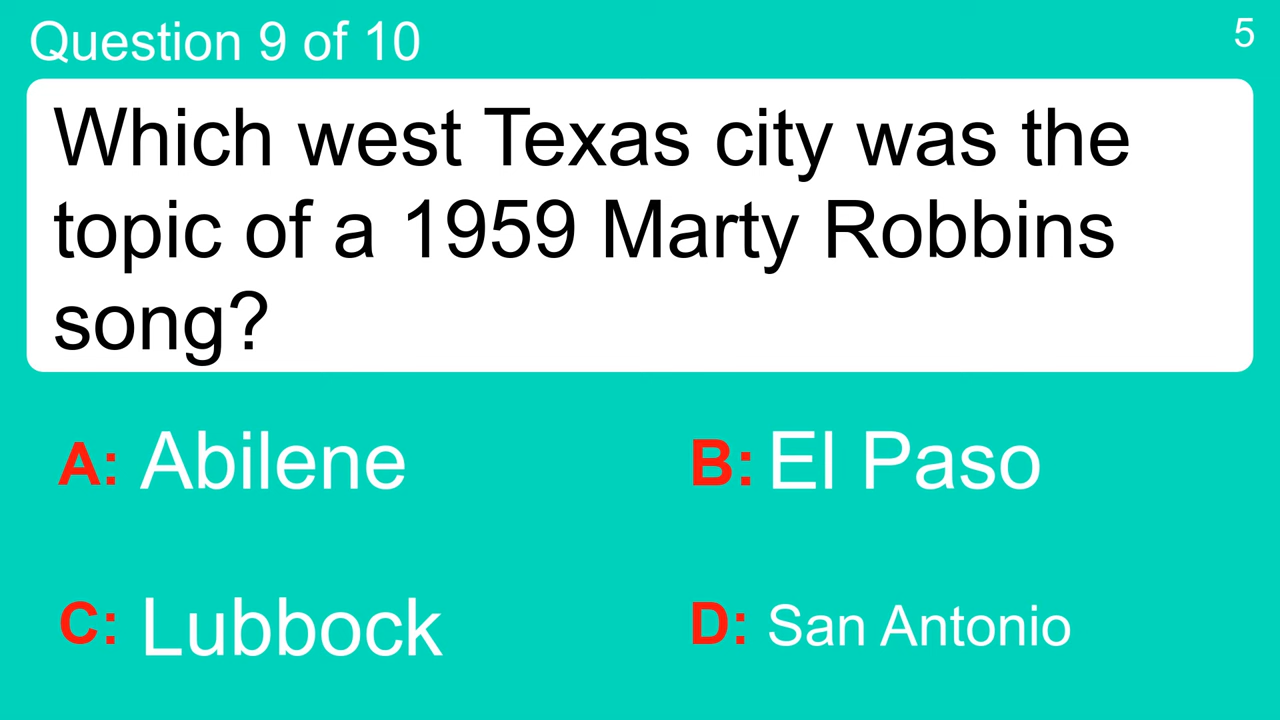 Question 9 of 10
5
Which west Texas city was the
topic of a 1959 Marty Robbins
song?
A: Abilene
B: El Paso
C: Lubbock
D: San Antonio